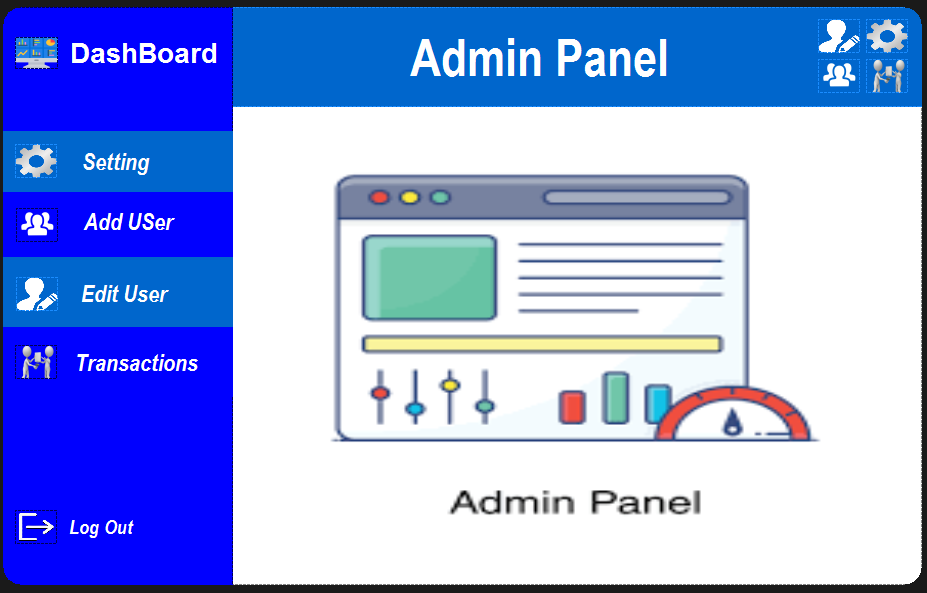 DashBoard
Admin Panel
Setting
Add USer
Edit User
Transactions
Log Out
Admin Panel